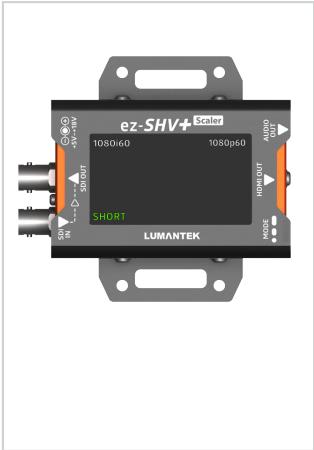 ez-SHV+ Scaler
+5V~+18V
SDI OUT
SDI IN
1080i60
1080p60
SHORT
LUMANTEK
AUDIO OUT
HDMI OUT
MODE